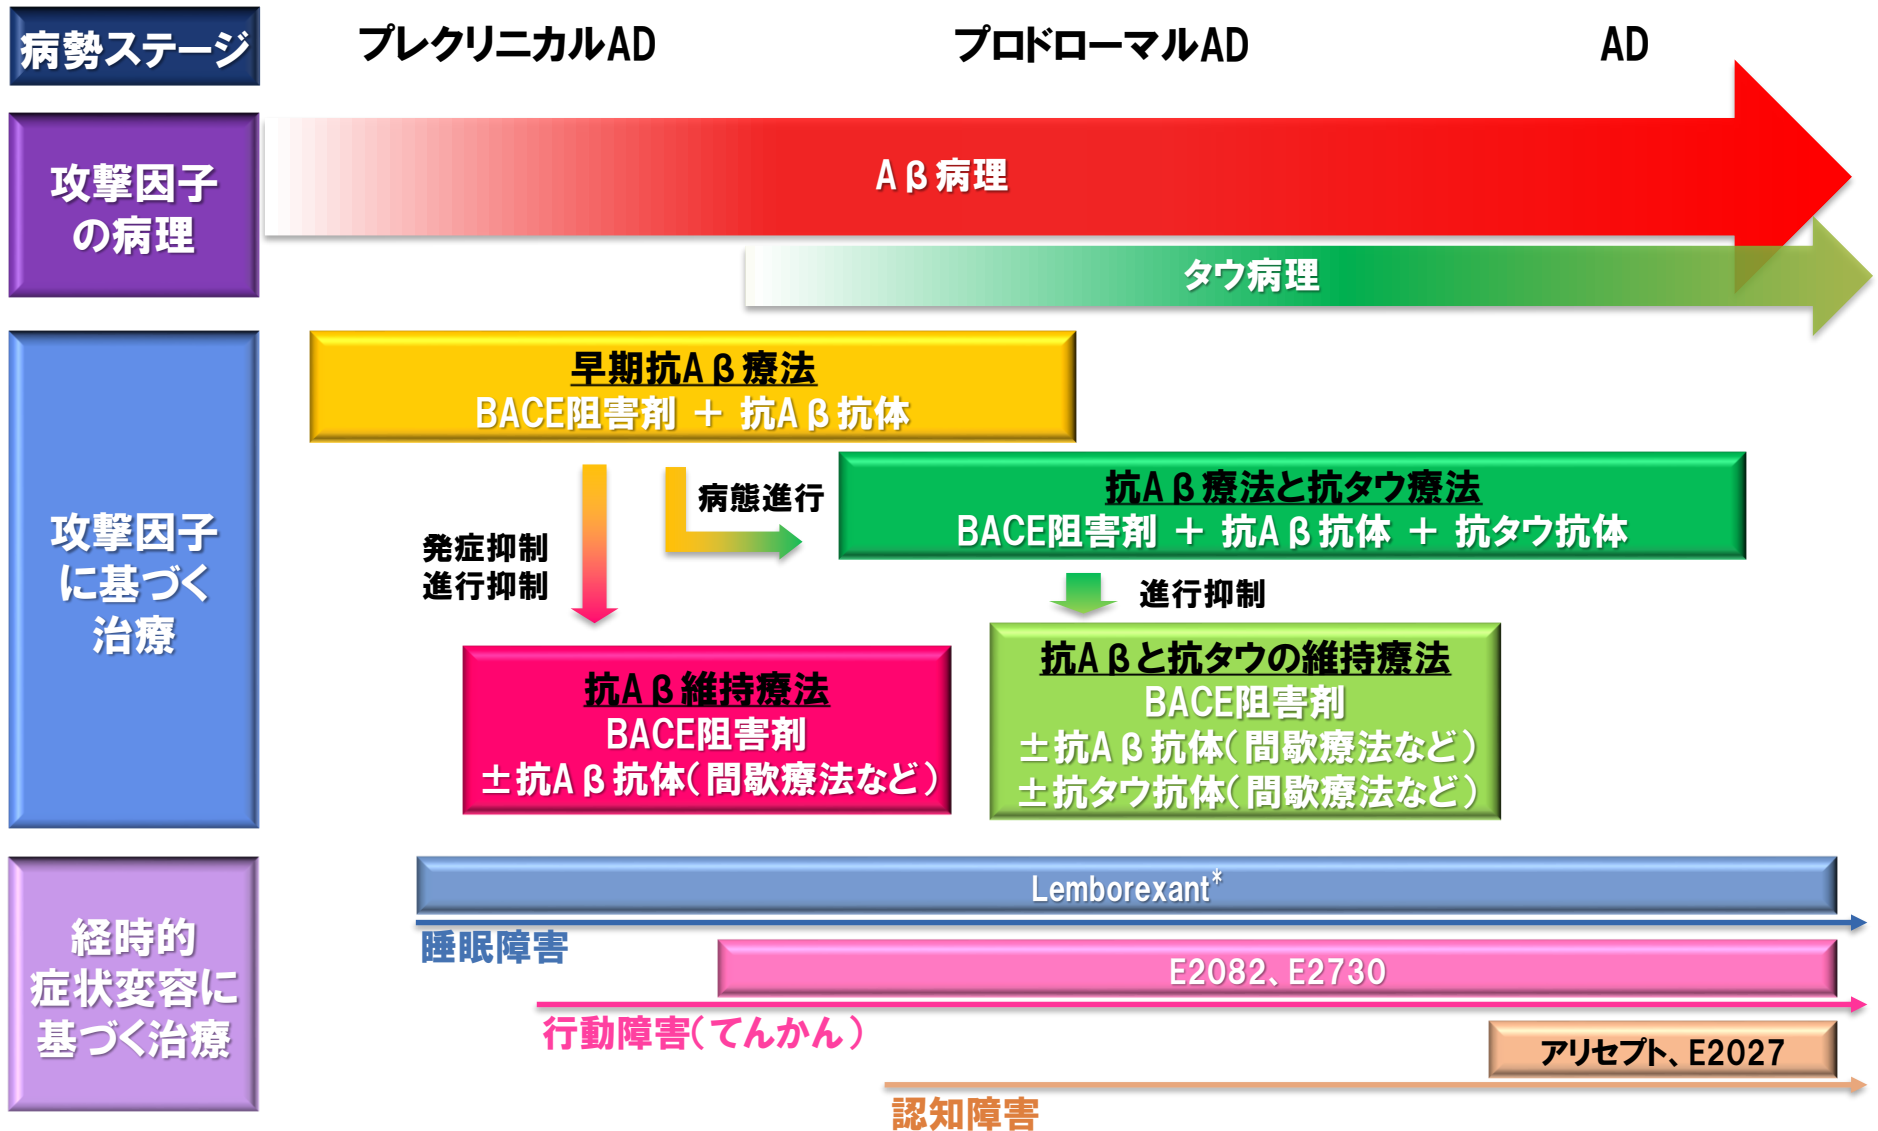 病勢ステージ
プレクリニカルAD
プロドローマルAD
AD
攻撃因子
の病理
Aβ病理
タウ病理
攻撃因子
に基づく
治療
早期抗Aβ療法
BACE阻害剤 ＋ 抗Aβ抗体
病態進行
発症抑制
進行抑制
抗Aβ療法と抗タウ療法
BACE阻害剤 ＋ 抗Aβ抗体 ＋ 抗タウ抗体
進行抑制
抗Aβ維持療法
BACE阻害剤
±抗Aβ抗体（間歇療法など）
抗Aβと抗タウの維持療法
BACE阻害剤
±抗Aβ抗体（間歇療法など）
±抗タウ抗体（間歇療法など）
経時的
症状変容に
基づく治療
Lemborexant*
睡眠障害
E2082、E2730
行動障害（てんかん）
アリセプト、E2027
認知障害